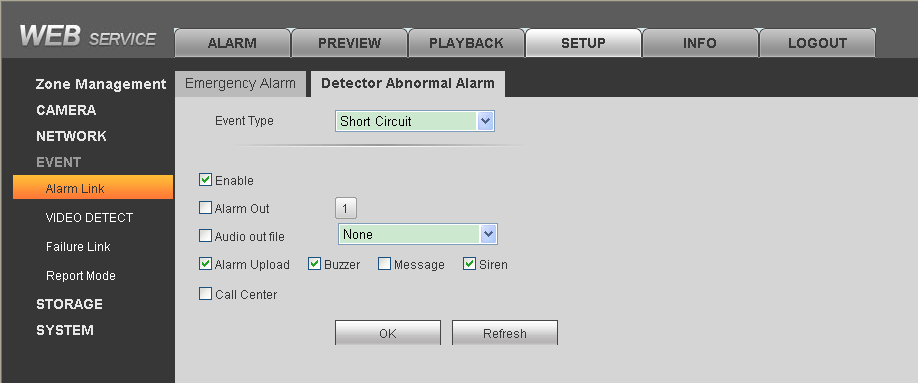 WEB SERVICE
ALARM PREVIEW PLAYBACK SETUP INFO LOGOUT
Zone Management
CAMERA
NETWORK
EVENT
Alarm Link
VIDEO DETECT
Failure Link
Report Mode
STORAGE
SYSTEM
Emergency Alarm Detector Abnormal Alarm
Event Type Short Circuit
Enable
Alarm Out 1
Audio out file None
Alarm Upload Buzzer Message Siren
Call Center
OK Refresh